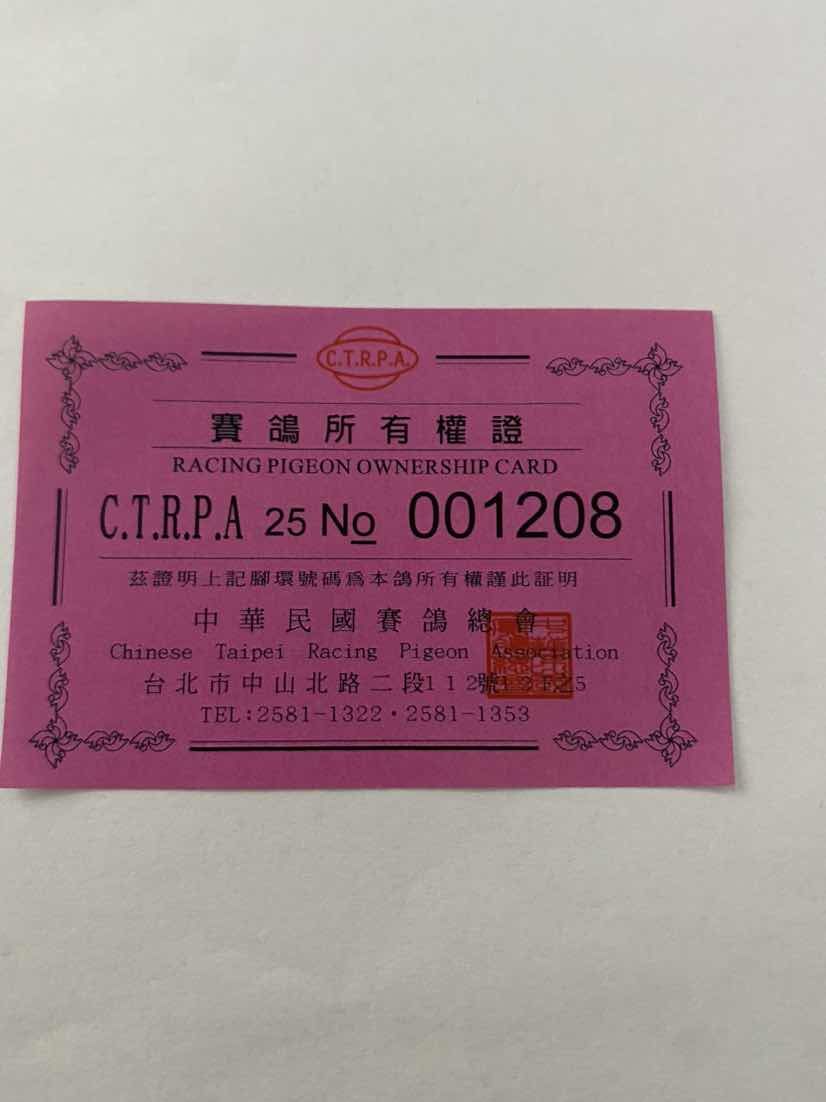 C.T.R.P.A.
賽鴿所有權證
RACING PIGEON OWNERSHIP CARD
C.T.R.P.A 25 No 001208
茲證明上記腳環號碼爲本鴿所有權謹此証明
中華民國賽鴿總會
Chinese Taipei Racing Pigeon Association
台北市中山北路二段112號12F之5
TEL:2581-1322・2581-1353